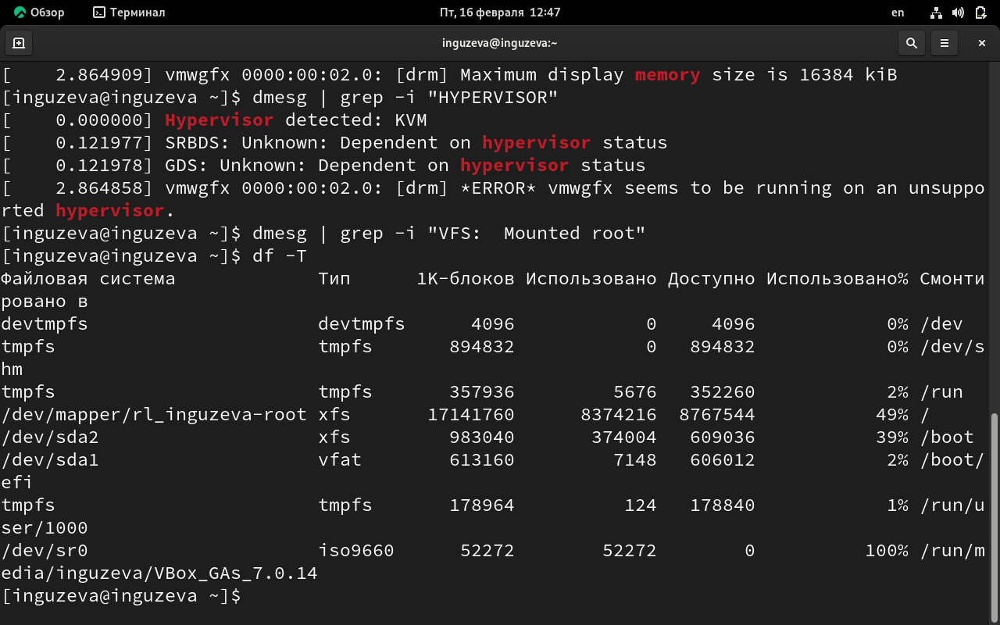 Обзор Терминал Пт, 16 февраля 12:47 en
inguzeva@inguzeva:~
[    2.864909] vmwgfx 0000:00:02.0: [drm] Maximum display memory size is 16384 kiB
[inguzeva@inguzeva ~]$ dmesg | grep -i "HYPERVISOR"
[    0.000000] Hypervisor detected: KVM
[    0.121977] SRBDS: Unknown: Dependent on hypervisor status
[    0.121978] GDS: Unknown: Dependent on hypervisor status
[    2.864858] vmwgfx 0000:00:02.0: [drm] *ERROR* vmwgfx seems to be running on an unsuppo
rted hypervisor.
[inguzeva@inguzeva ~]$ dmesg | grep -i "VFS:  Mounted root"
[inguzeva@inguzeva ~]$ df -T
Файловая система             Тип      1K-блоков Использовано Доступно Использовано% Смонти
ровано в
devtmpfs                     devtmpfs      4096            0     4096            0% /dev
tmpfs                        tmpfs       894832            0   894832            0% /dev/s
hm
tmpfs                        tmpfs       357936         5676   352260            2% /run
/dev/mapper/rl_inguzeva-root xfs       17141760      8374216  8767544           49% /
/dev/sda2                    xfs         983040       374004   609036           39% /boot
/dev/sda1                    vfat        613160         7148   606012            2% /boot/
efi
tmpfs                        tmpfs       178964          124   178840            1% /run/u
ser/1000
/dev/sr0                     iso9660      52272        52272        0          100% /run/m
edia/inguzeva/VBox_GAs_7.0.14
[inguzeva@inguzeva ~]$